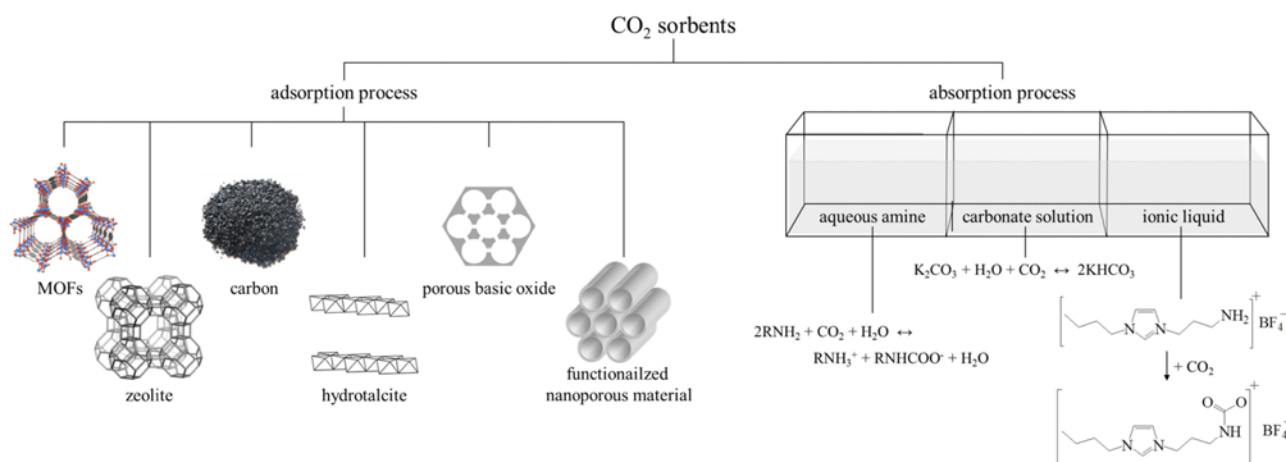 CO₂ sorbents
adsorption process
absorption process
MOFs
zeolite
carbon
hydrotalcite
porous basic oxide
functionailzed
nanoporous material
aqueous amine
carbonate solution
ionic liquid
K₂CO₃ + H₂O + CO₂ ↔ 2KHCO₃
2RNH₂ + CO₂ + H₂O ↔
RNH₃⁺ + RNHCOO⁻ + H₂O
N N NH₂ + BF₄⁻
+ CO₂
O O
N N NH + BF₄⁻